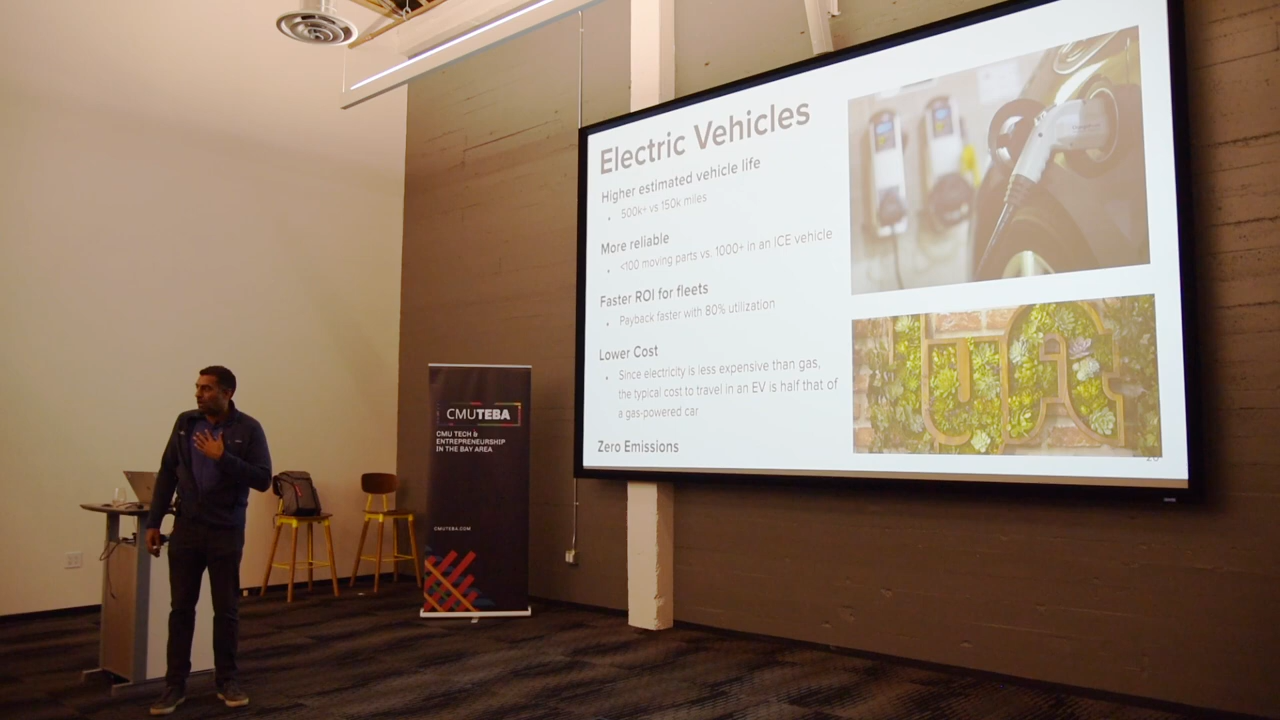 Electric Vehicles
Higher estimated vehicle life
• 500k+ vs 150k miles
More reliable
• <100 moving parts vs. 1000+ in an ICE vehicle
Faster ROI for fleets
• Payback faster with 80% utilization
Lower Cost
• Since electricity is less expensive than gas,
the typical cost to travel in an EV is half that of
a gas-powered car
Zero Emissions
CMUTEBA
CMU TECH &
ENTREPRENEURSHIP
IN THE BAY AREA
CMUTEBA.COM